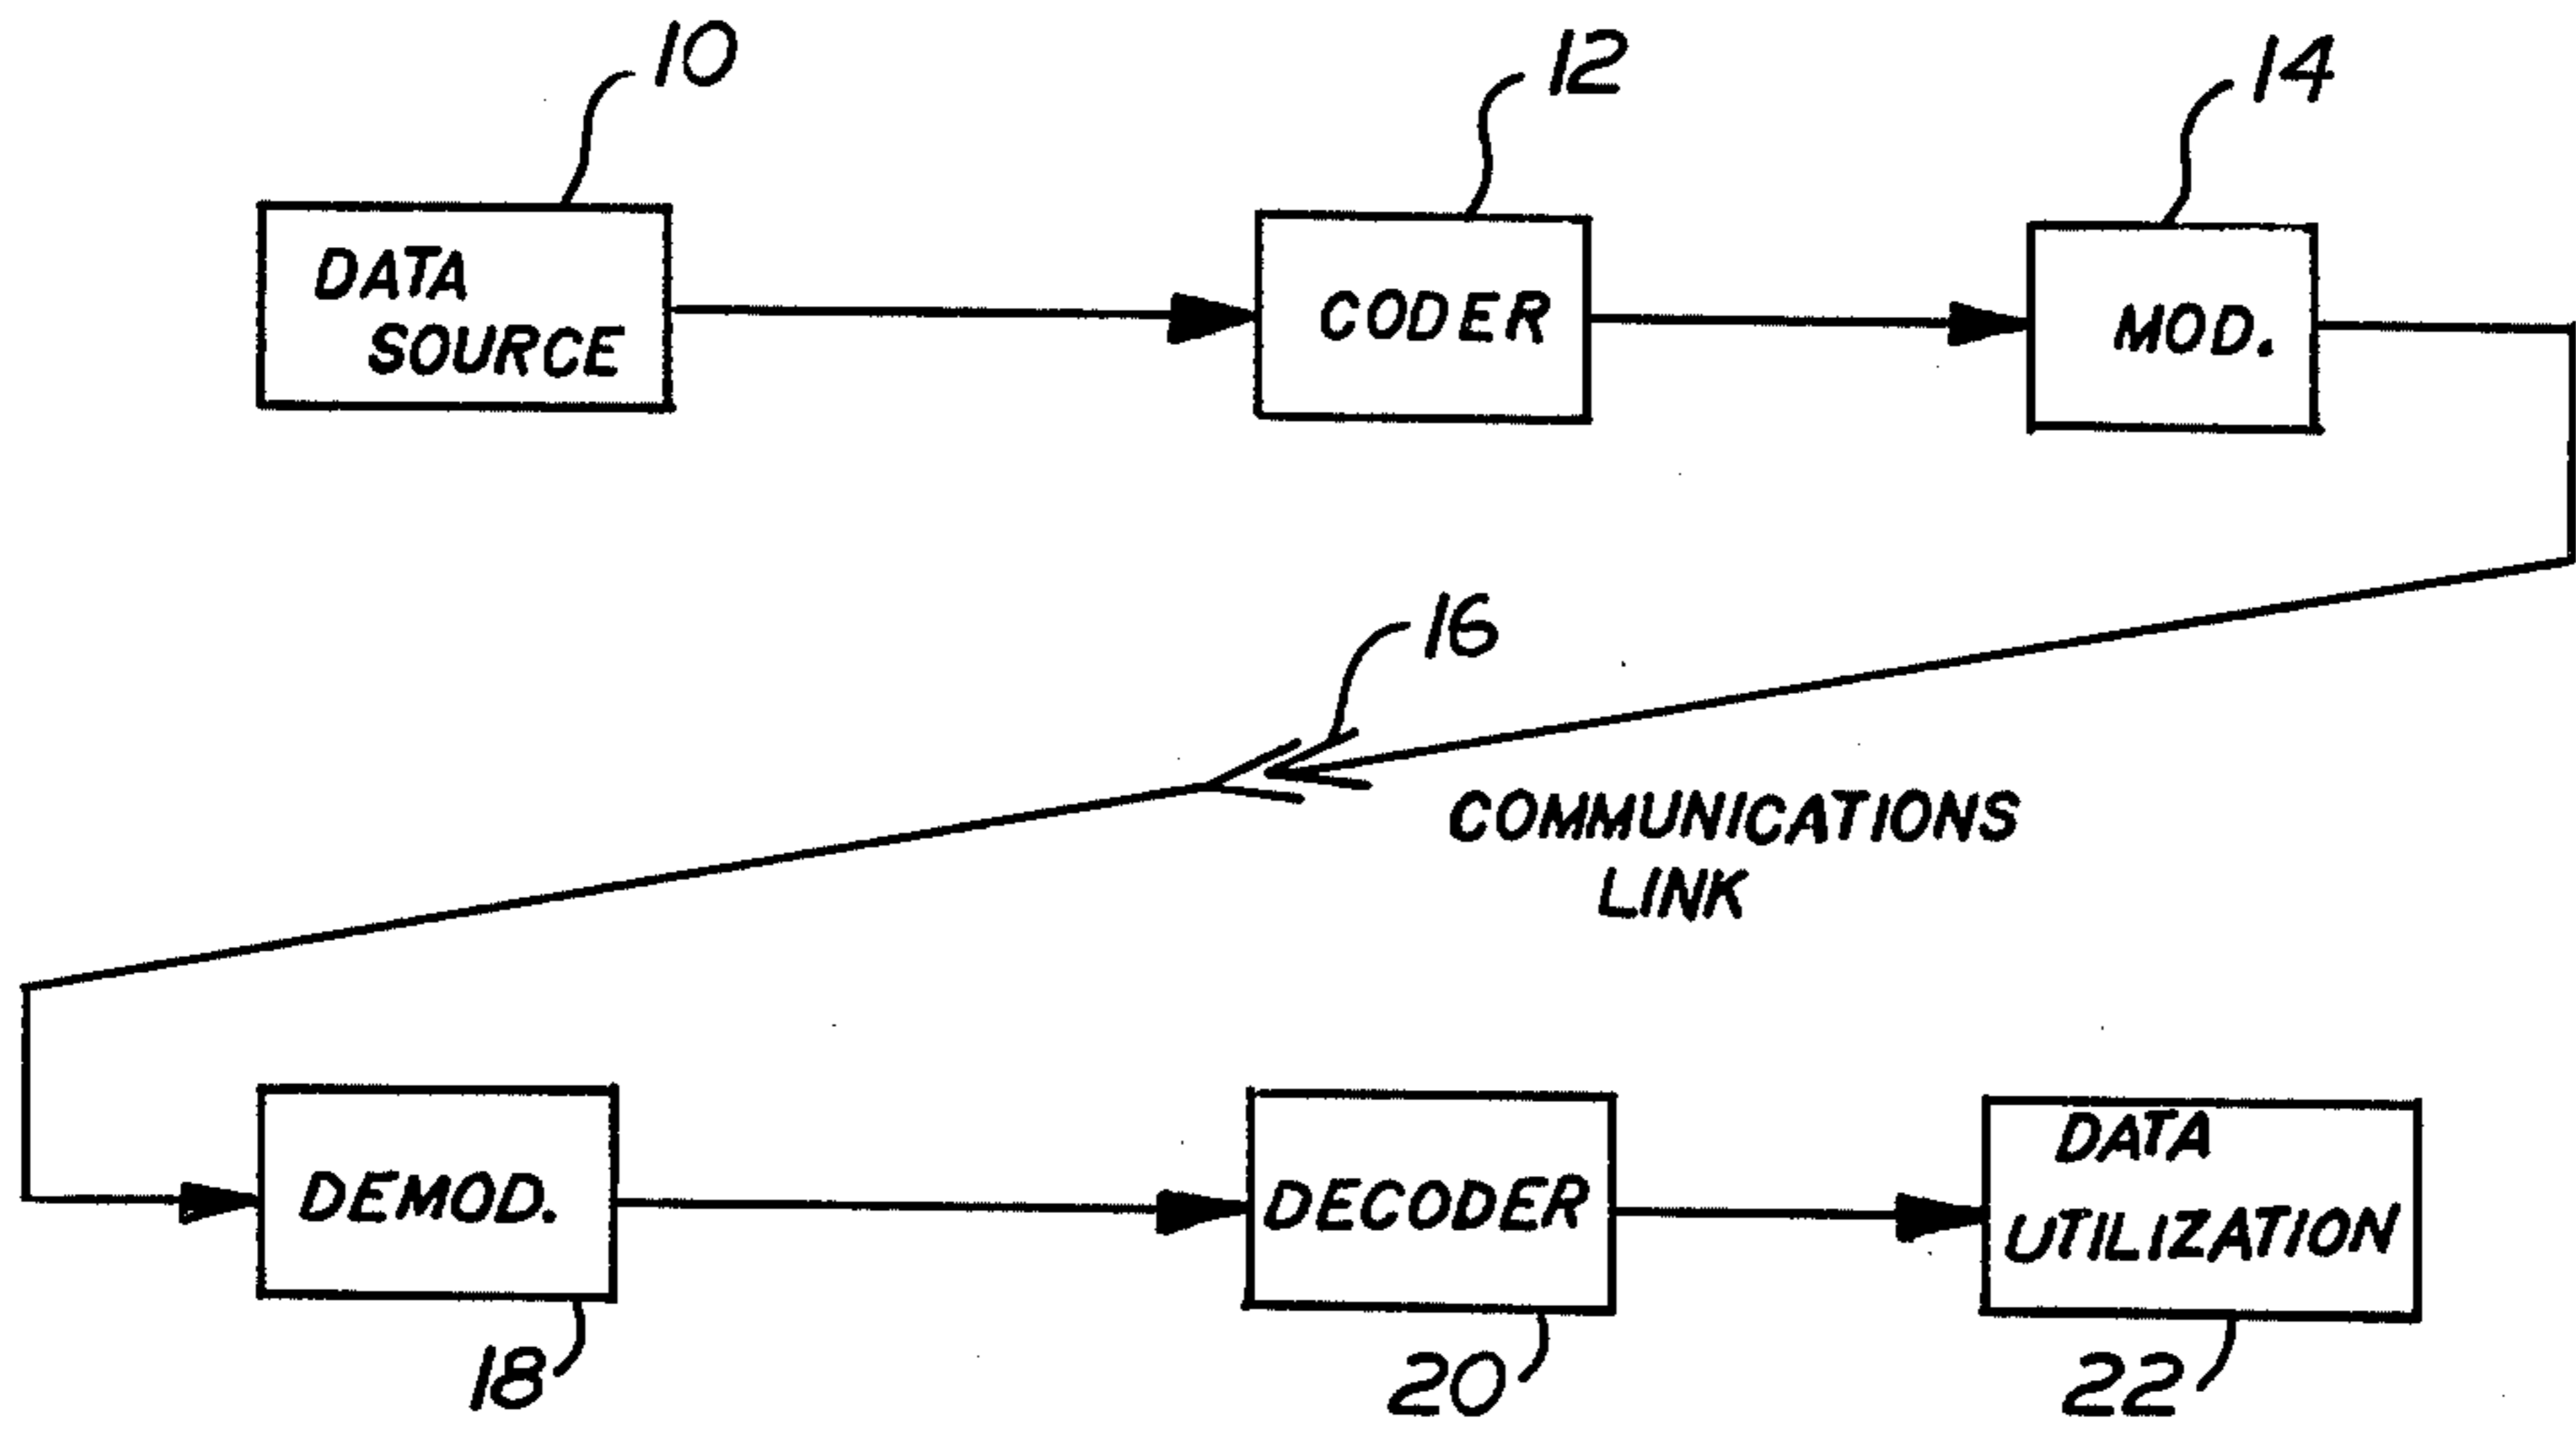 10
12
14
DATA
SOURCE
CODER
MOD.
16
COMMUNICATIONS
LINK
DEMOD.
DECODER
DATA
UTILIZATION
18
20
22